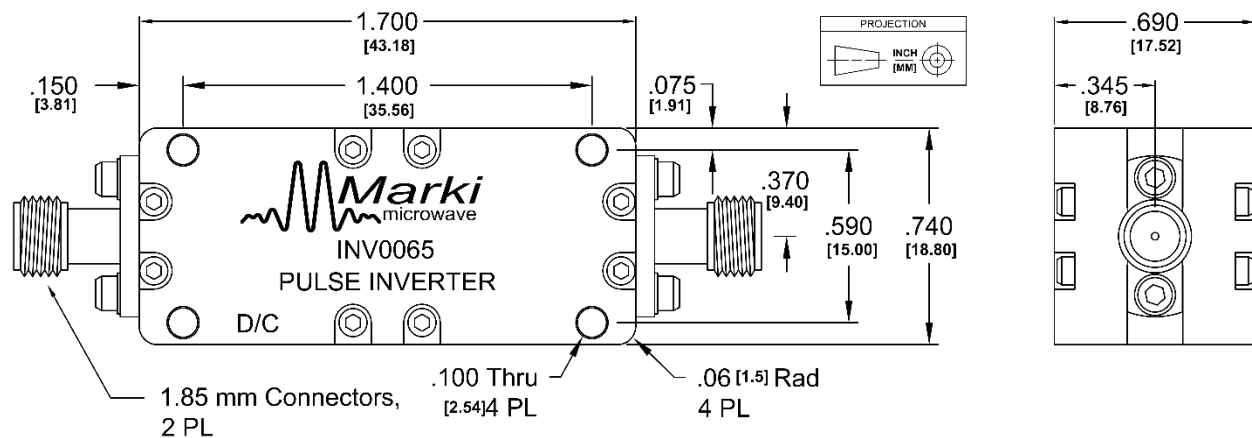 1.700
[43.18]
PROJECTION
INCH
[MM]
.690
[17.52]
.150
[3.81]
1.400
[35.56]
.075
[1.91]
.345
[8.76]
Marki
microwave
INV0065
PULSE INVERTER
D/C
.370
[9.40]
.590
[15.00]
.740
[18.80]
1.85 mm Connectors,
2 PL
.100 Thru
[2.54]4 PL
.06 [1.5] Rad
4 PL